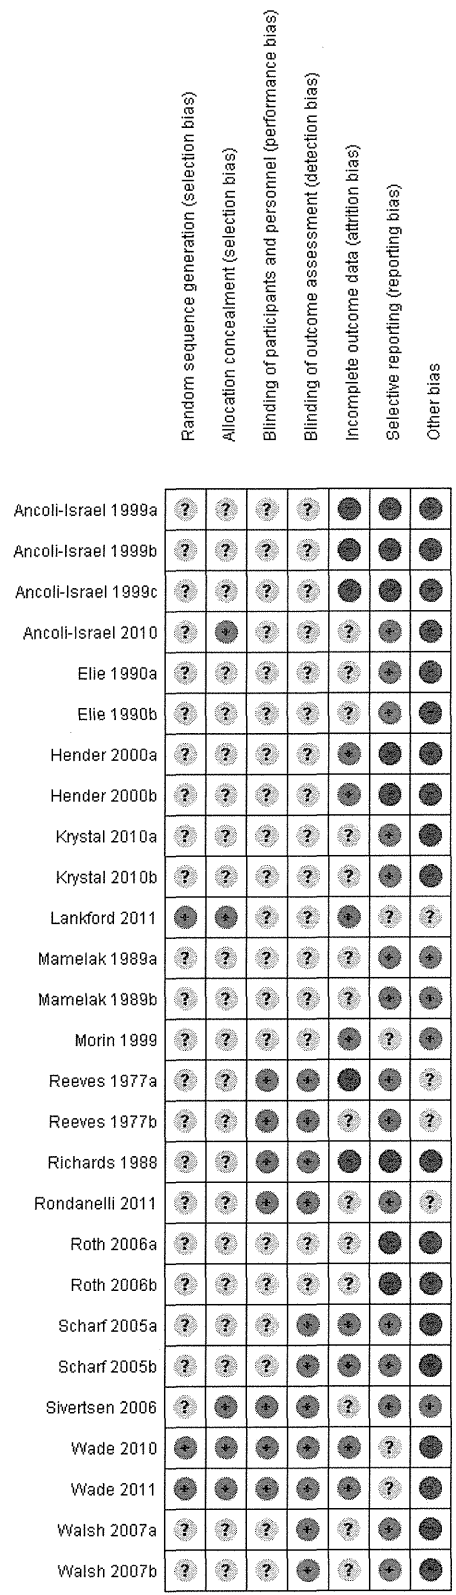 Random sequence generation (selection bias)
Allocation concealment (selection bias)
Blinding of participants and personnel (performance bias)
Blinding of outcome assessment (detection bias)
Incomplete outcome data (attrition bias)
Selective reporting (reporting bias)
Other bias
Ancoli-Israel 1999a ? ? ? ? - - -
Ancoli-Israel 1999b ? ? ? ? - - -
Ancoli-Israel 1999c ? ? ? ? - - -
Ancoli-Israel 2010 ? + ? ? ? + -
Elie 1990a ? ? ? ? ? + -
Elie 1990b ? ? ? ? ? + -
Hender 2000a ? ? ? ? + - -
Hender 2000b ? ? ? ? + - -
Krystal 2010a ? ? ? ? ? + -
Krystal 2010b ? ? ? ? ? + -
Lankford 2011 + + ? ? + ? ?
Mamelak 1989a ? ? ? ? ? + +
Mamelak 1989b ? ? ? ? ? + +
Morin 1999 ? ? ? ? + ? +
Reeves 1977a ? ? + + - + ?
Reeves 1977b ? ? + + ? + ?
Richards 1988 ? ? + + - - -
Rondanelli 2011 ? ? + + ? + ?
Roth 2006a ? ? ? ? ? - -
Roth 2006b ? ? ? ? ? - -
Scharf 2005a ? ? ? + + + -
Scharf 2005b ? ? ? + + + -
Sivertsen 2006 ? + + + ? + +
Wade 2010 + + + + + ? -
Wade 2011 + + + + + ? -
Walsh 2007a ? ? ? + ? + -
Walsh 2007b ? ? ? + ? + -